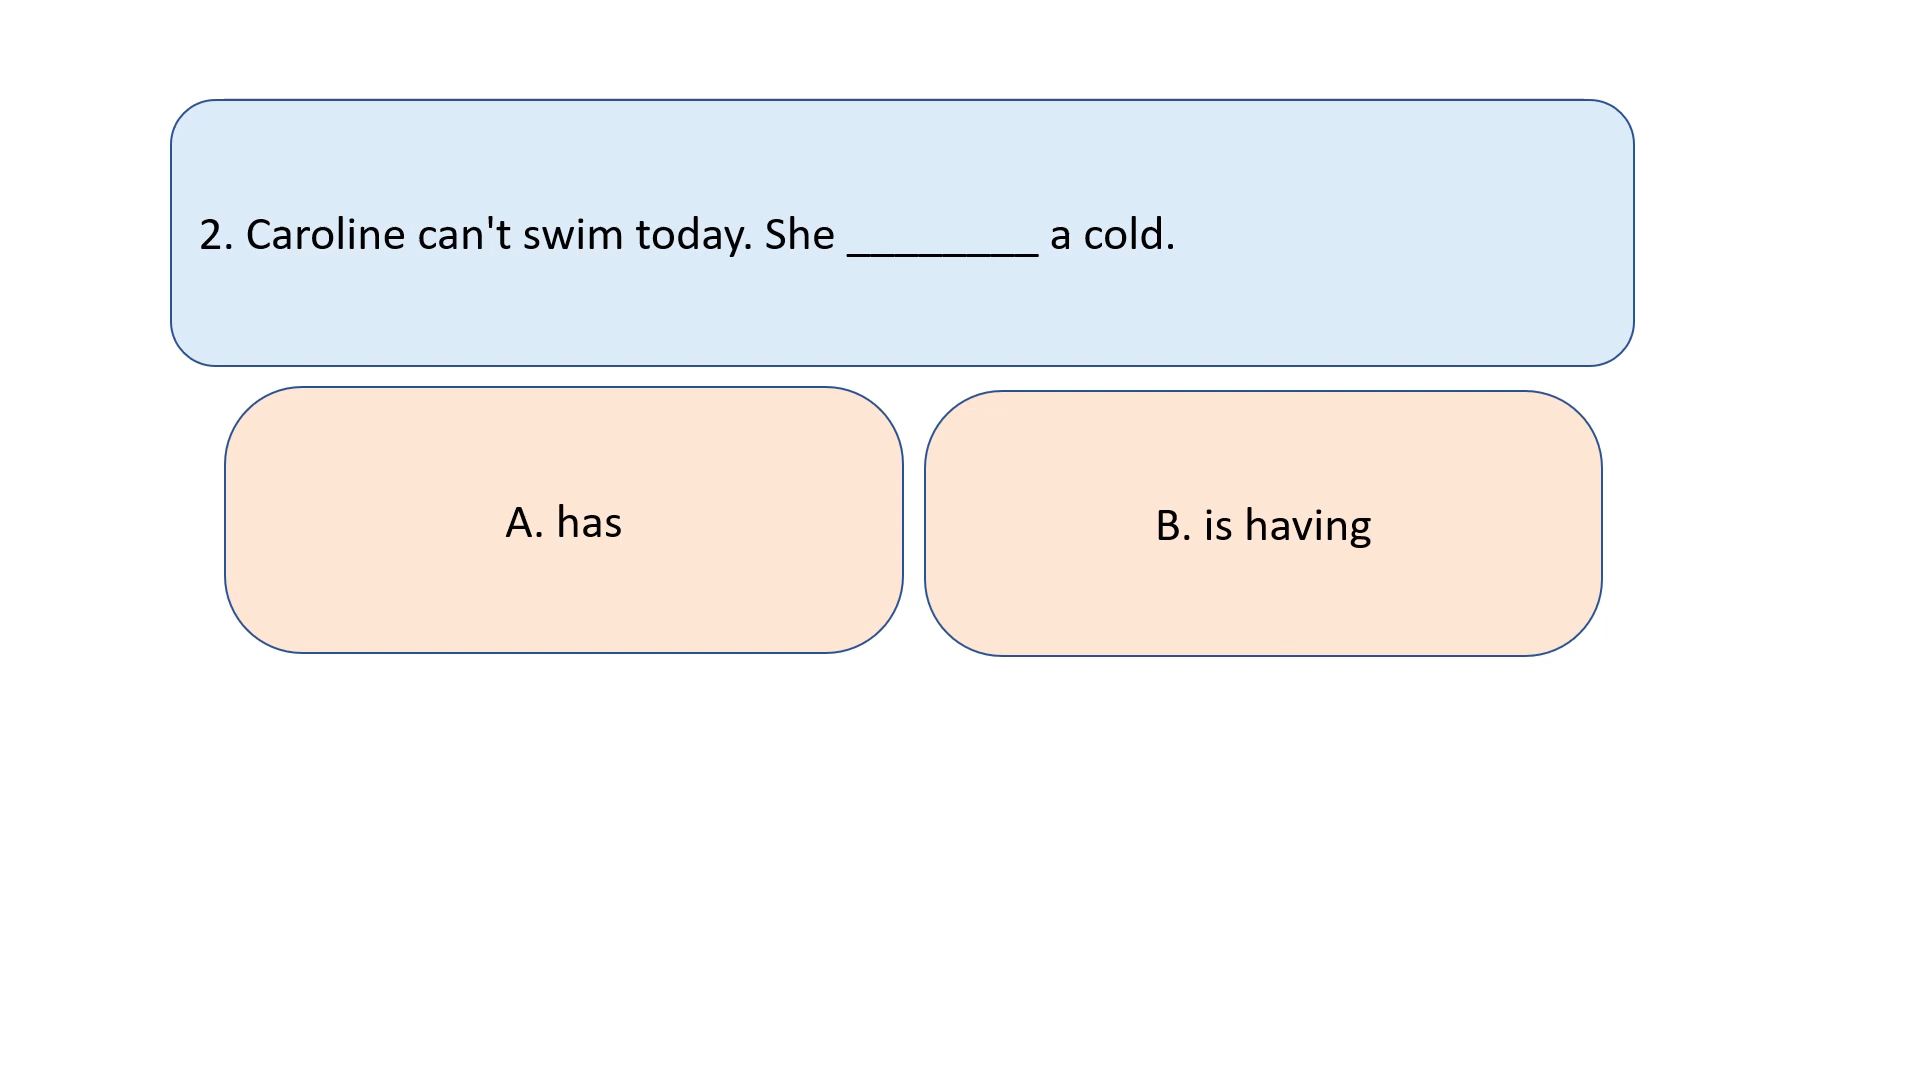 2. Caroline can't swim today. She ________ a cold.
A. has
B. is having